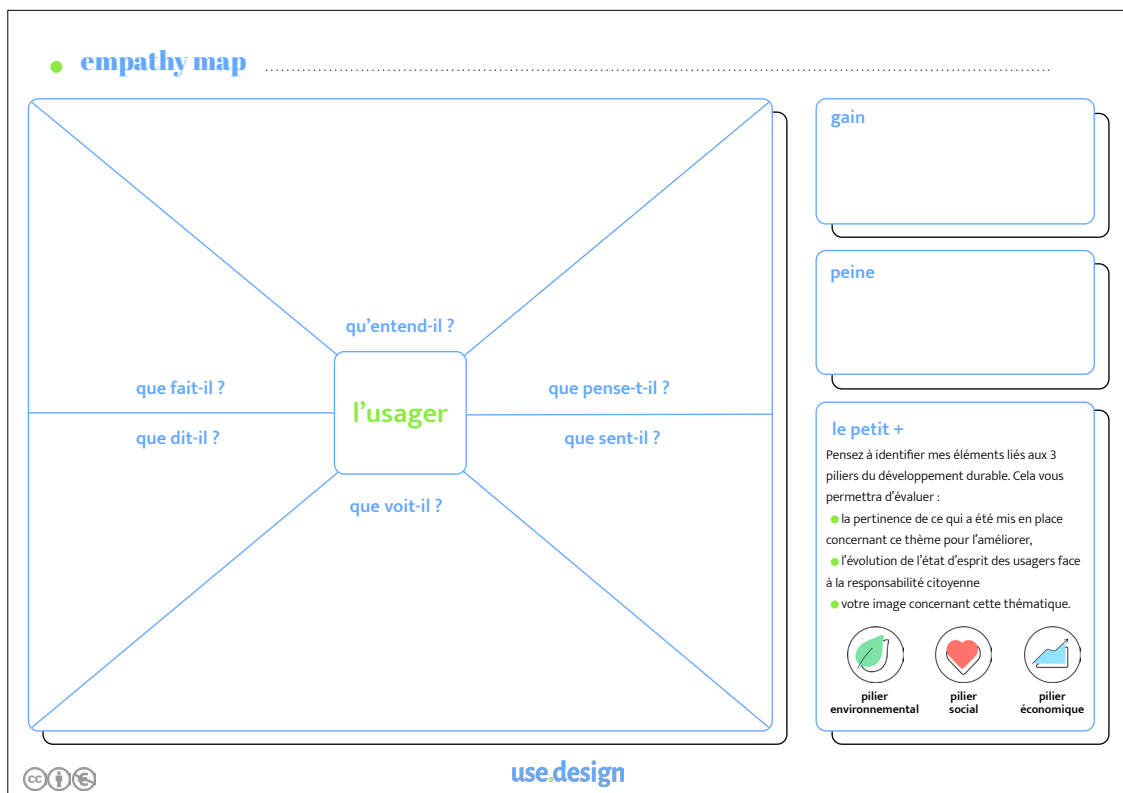 empathy map
qu'entend-il ?
que fait-il ?
que pense-t-il ?
l'usager
que dit-il ?
que sent-il ?
que voit-il ?
gain
peine
le petit +
Pensez à identifier mes éléments liés aux 3
piliers du développement durable. Cela vous
permettra d'évaluer :
la pertinence de ce qui a été mis en place
concernant ce thème pour l'améliorer,
l'évolution de l'état d'esprit des usagers face
à la responsabilité citoyenne
votre image concernant cette thématique.
pilier
environnemental
pilier
social
pilier
économique
cc
use.design